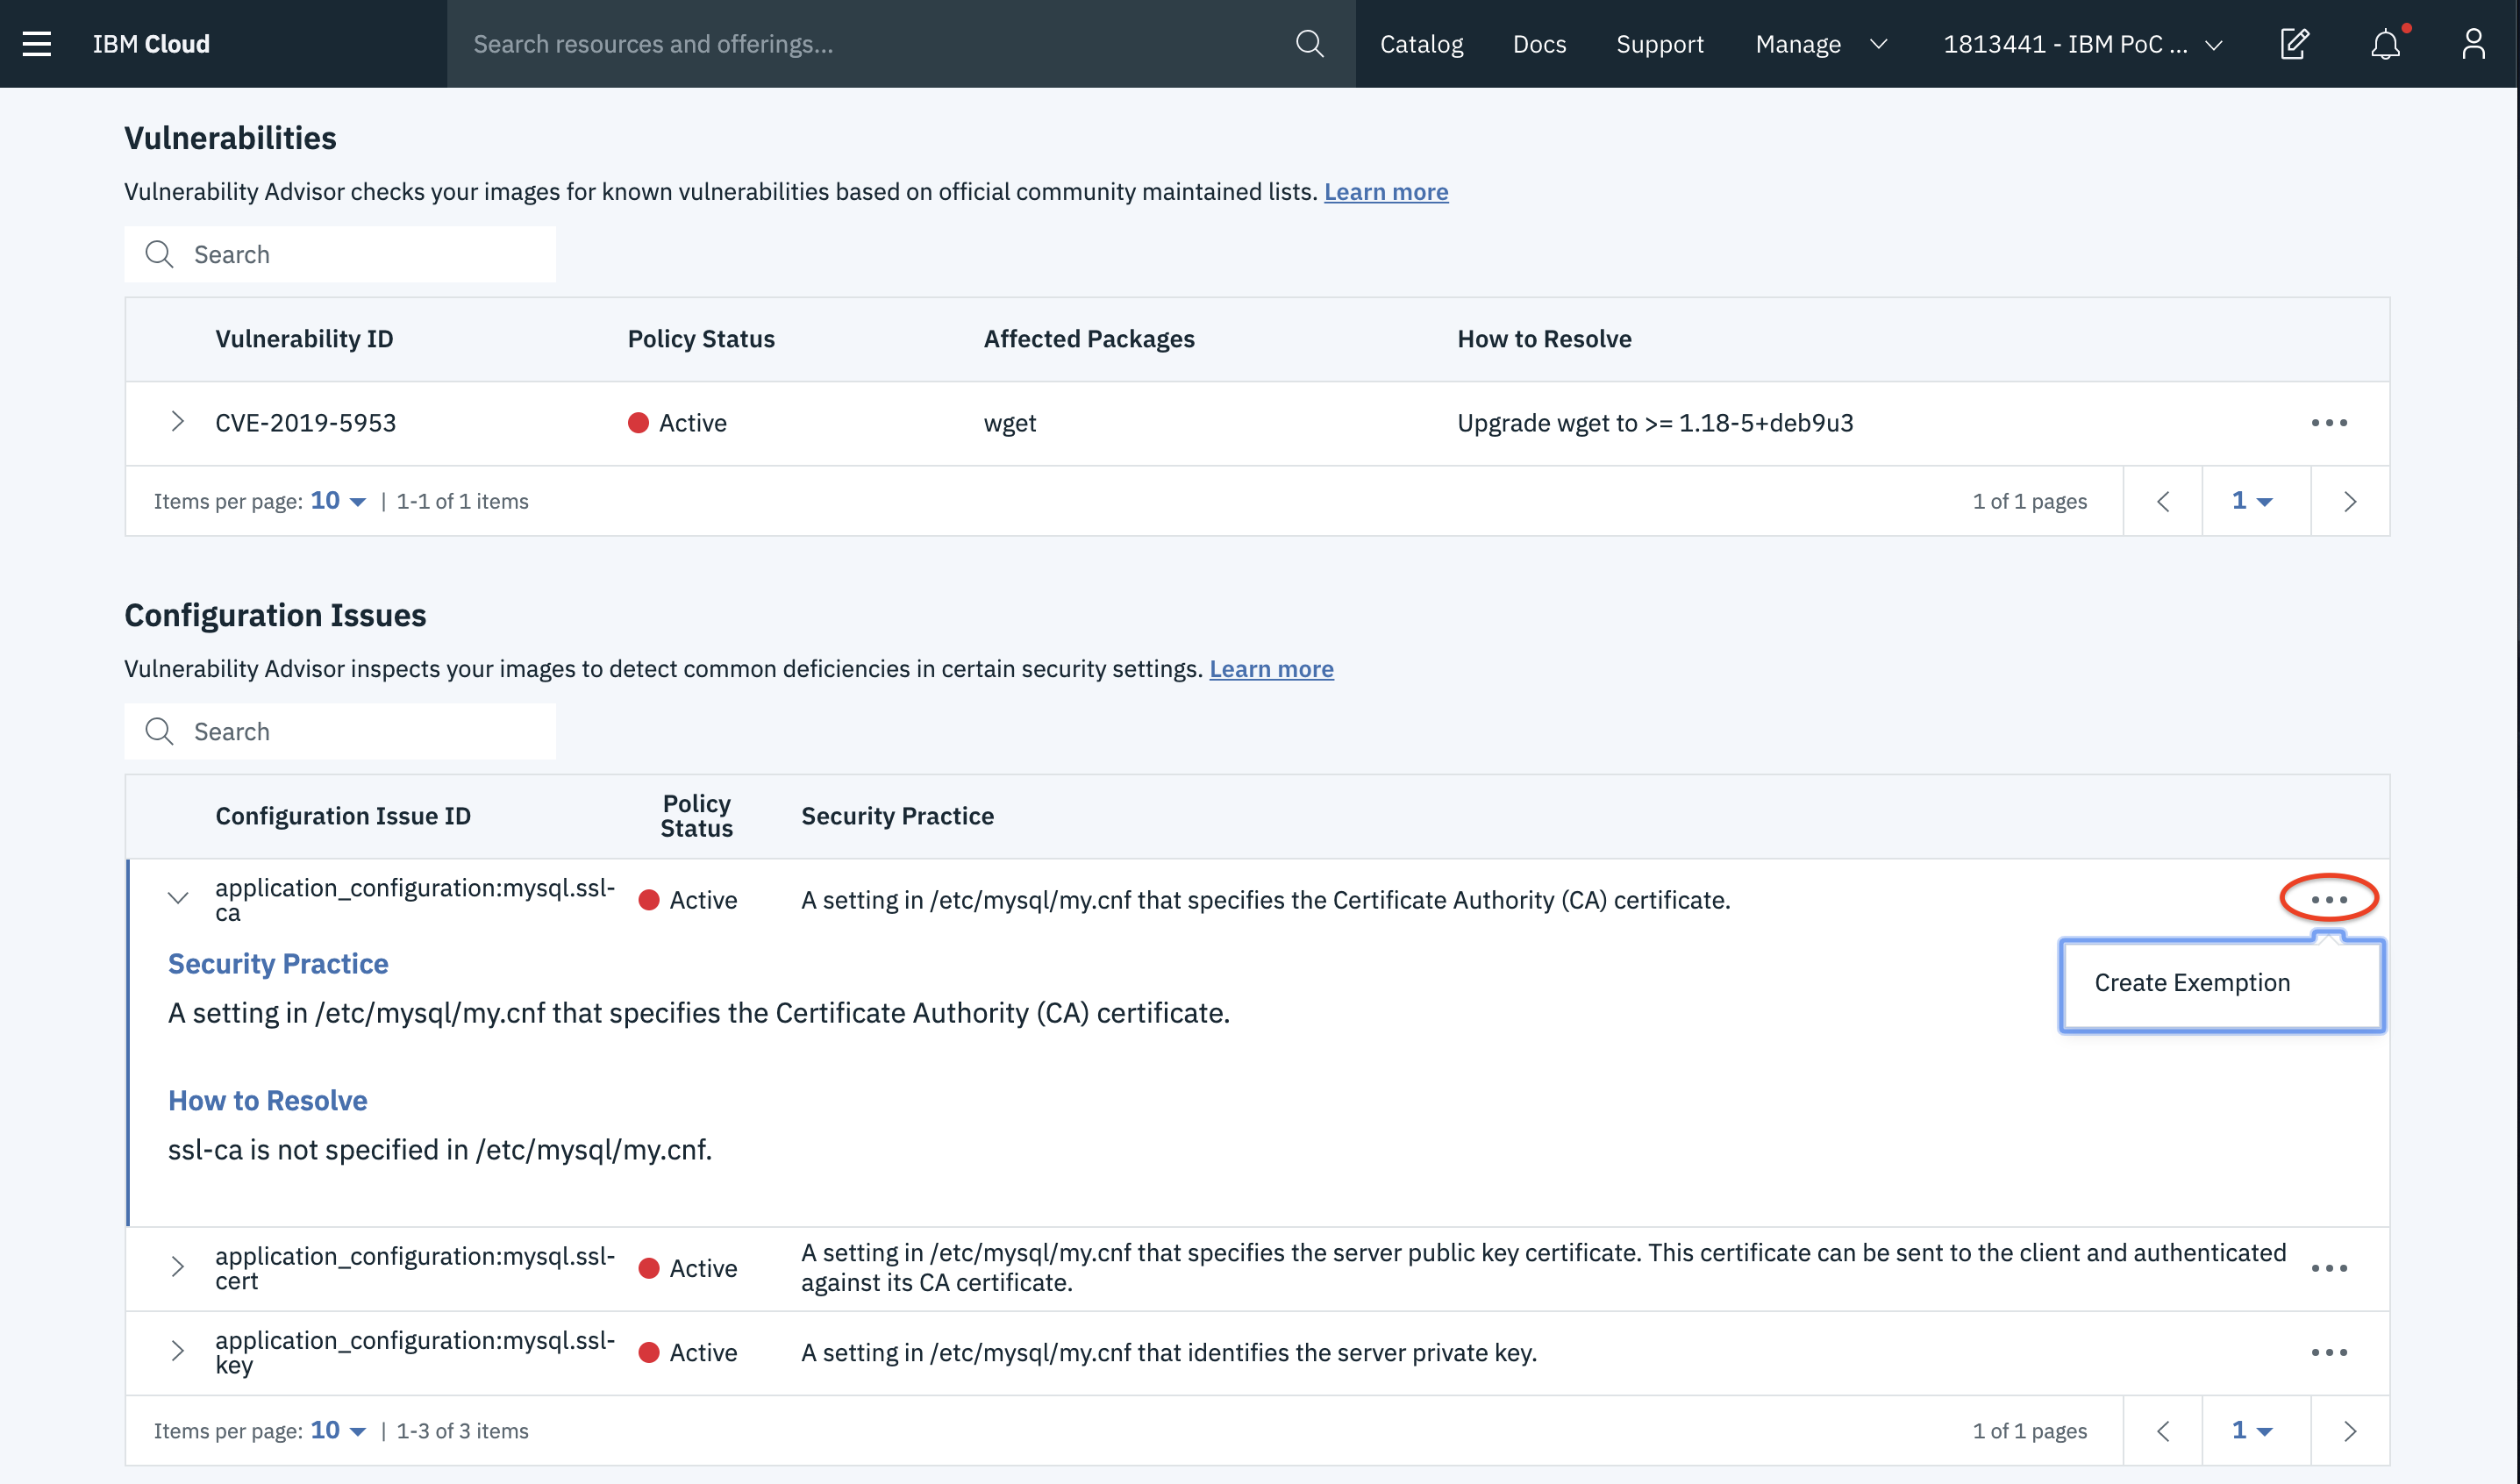 IBM Cloud
Search resources and offerings...
Catalog
Docs
Support
Manage
1813441 - IBM PoC ...
Vulnerabilities
Vulnerability Advisor checks your images for known vulnerabilities based on official community maintained lists. Learn more
Search
Vulnerability ID
Policy Status
Affected Packages
How to Resolve
CVE-2019-5953
Active
wget
Upgrade wget to >= 1.18-5+deb9u3
Items per page: 10 | 1-1 of 1 items
1 of 1 pages
1
Configuration Issues
Vulnerability Advisor inspects your images to detect common deficiencies in certain security settings. Learn more
Search
Configuration Issue ID
Policy
Status
Security Practice
application_configuration:mysql.ssl-
ca
Active
A setting in /etc/mysql/my.cnf that specifies the Certificate Authority (CA) certificate.
Create Exemption
Security Practice
A setting in /etc/mysql/my.cnf that specifies the Certificate Authority (CA) certificate.
How to Resolve
ssl-ca is not specified in /etc/mysql/my.cnf.
application_configuration:mysql.ssl-
cert
Active
A setting in /etc/mysql/my.cnf that specifies the server public key certificate. This certificate can be sent to the client and authenticated
against its CA certificate.
application_configuration:mysql.ssl-
key
Active
A setting in /etc/mysql/my.cnf that identifies the server private key.
Items per page: 10 | 1-3 of 3 items
1 of 1 pages
1